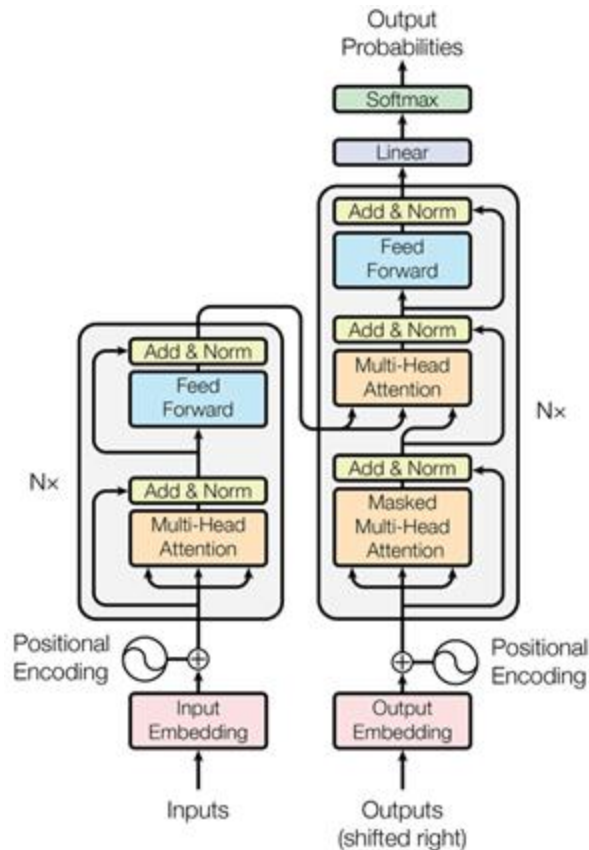 Output
Probabilities
Softmax
Linear
Add & Norm
Feed
Forward
Add & Norm
Multi-Head
Attention
Add & Norm
Masked
Multi-Head
Attention
N×
Add & Norm
Feed
Forward
Add & Norm
Multi-Head
Attention
N×
Positional
Encoding
Positional
Encoding
Input
Embedding
Output
Embedding
Inputs
Outputs
(shifted right)